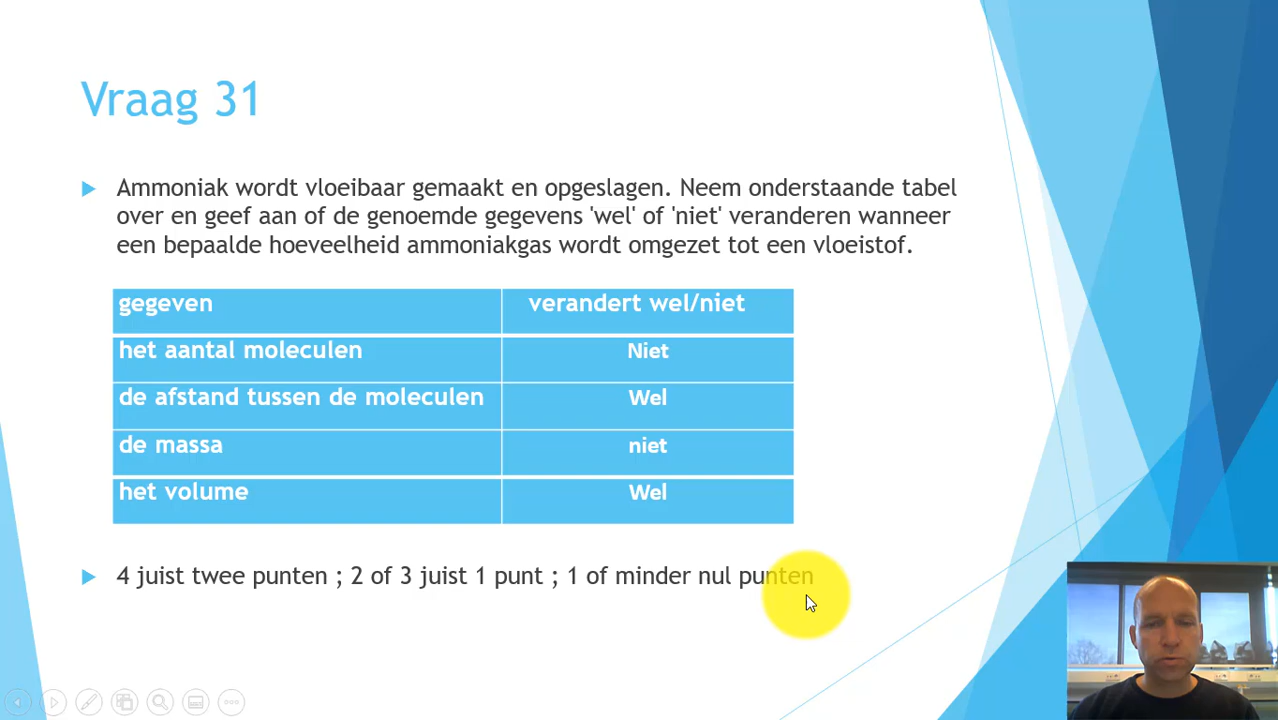 Vraag 31
Ammoniak wordt vloeibaar gemaakt en opgeslagen. Neem onderstaande tabel
over en geef aan of de genoemde gegevens 'wel' of 'niet' veranderen wanneer
een bepaalde hoeveelheid ammoniakgas wordt omgezet tot een vloeistof.
gegeven verandert wel/niet
het aantal moleculen Niet
de afstand tussen de moleculen Wel
de massa niet
het volume Wel
4 juist twee punten ; 2 of 3 juist 1 punt ; 1 of minder nul punten